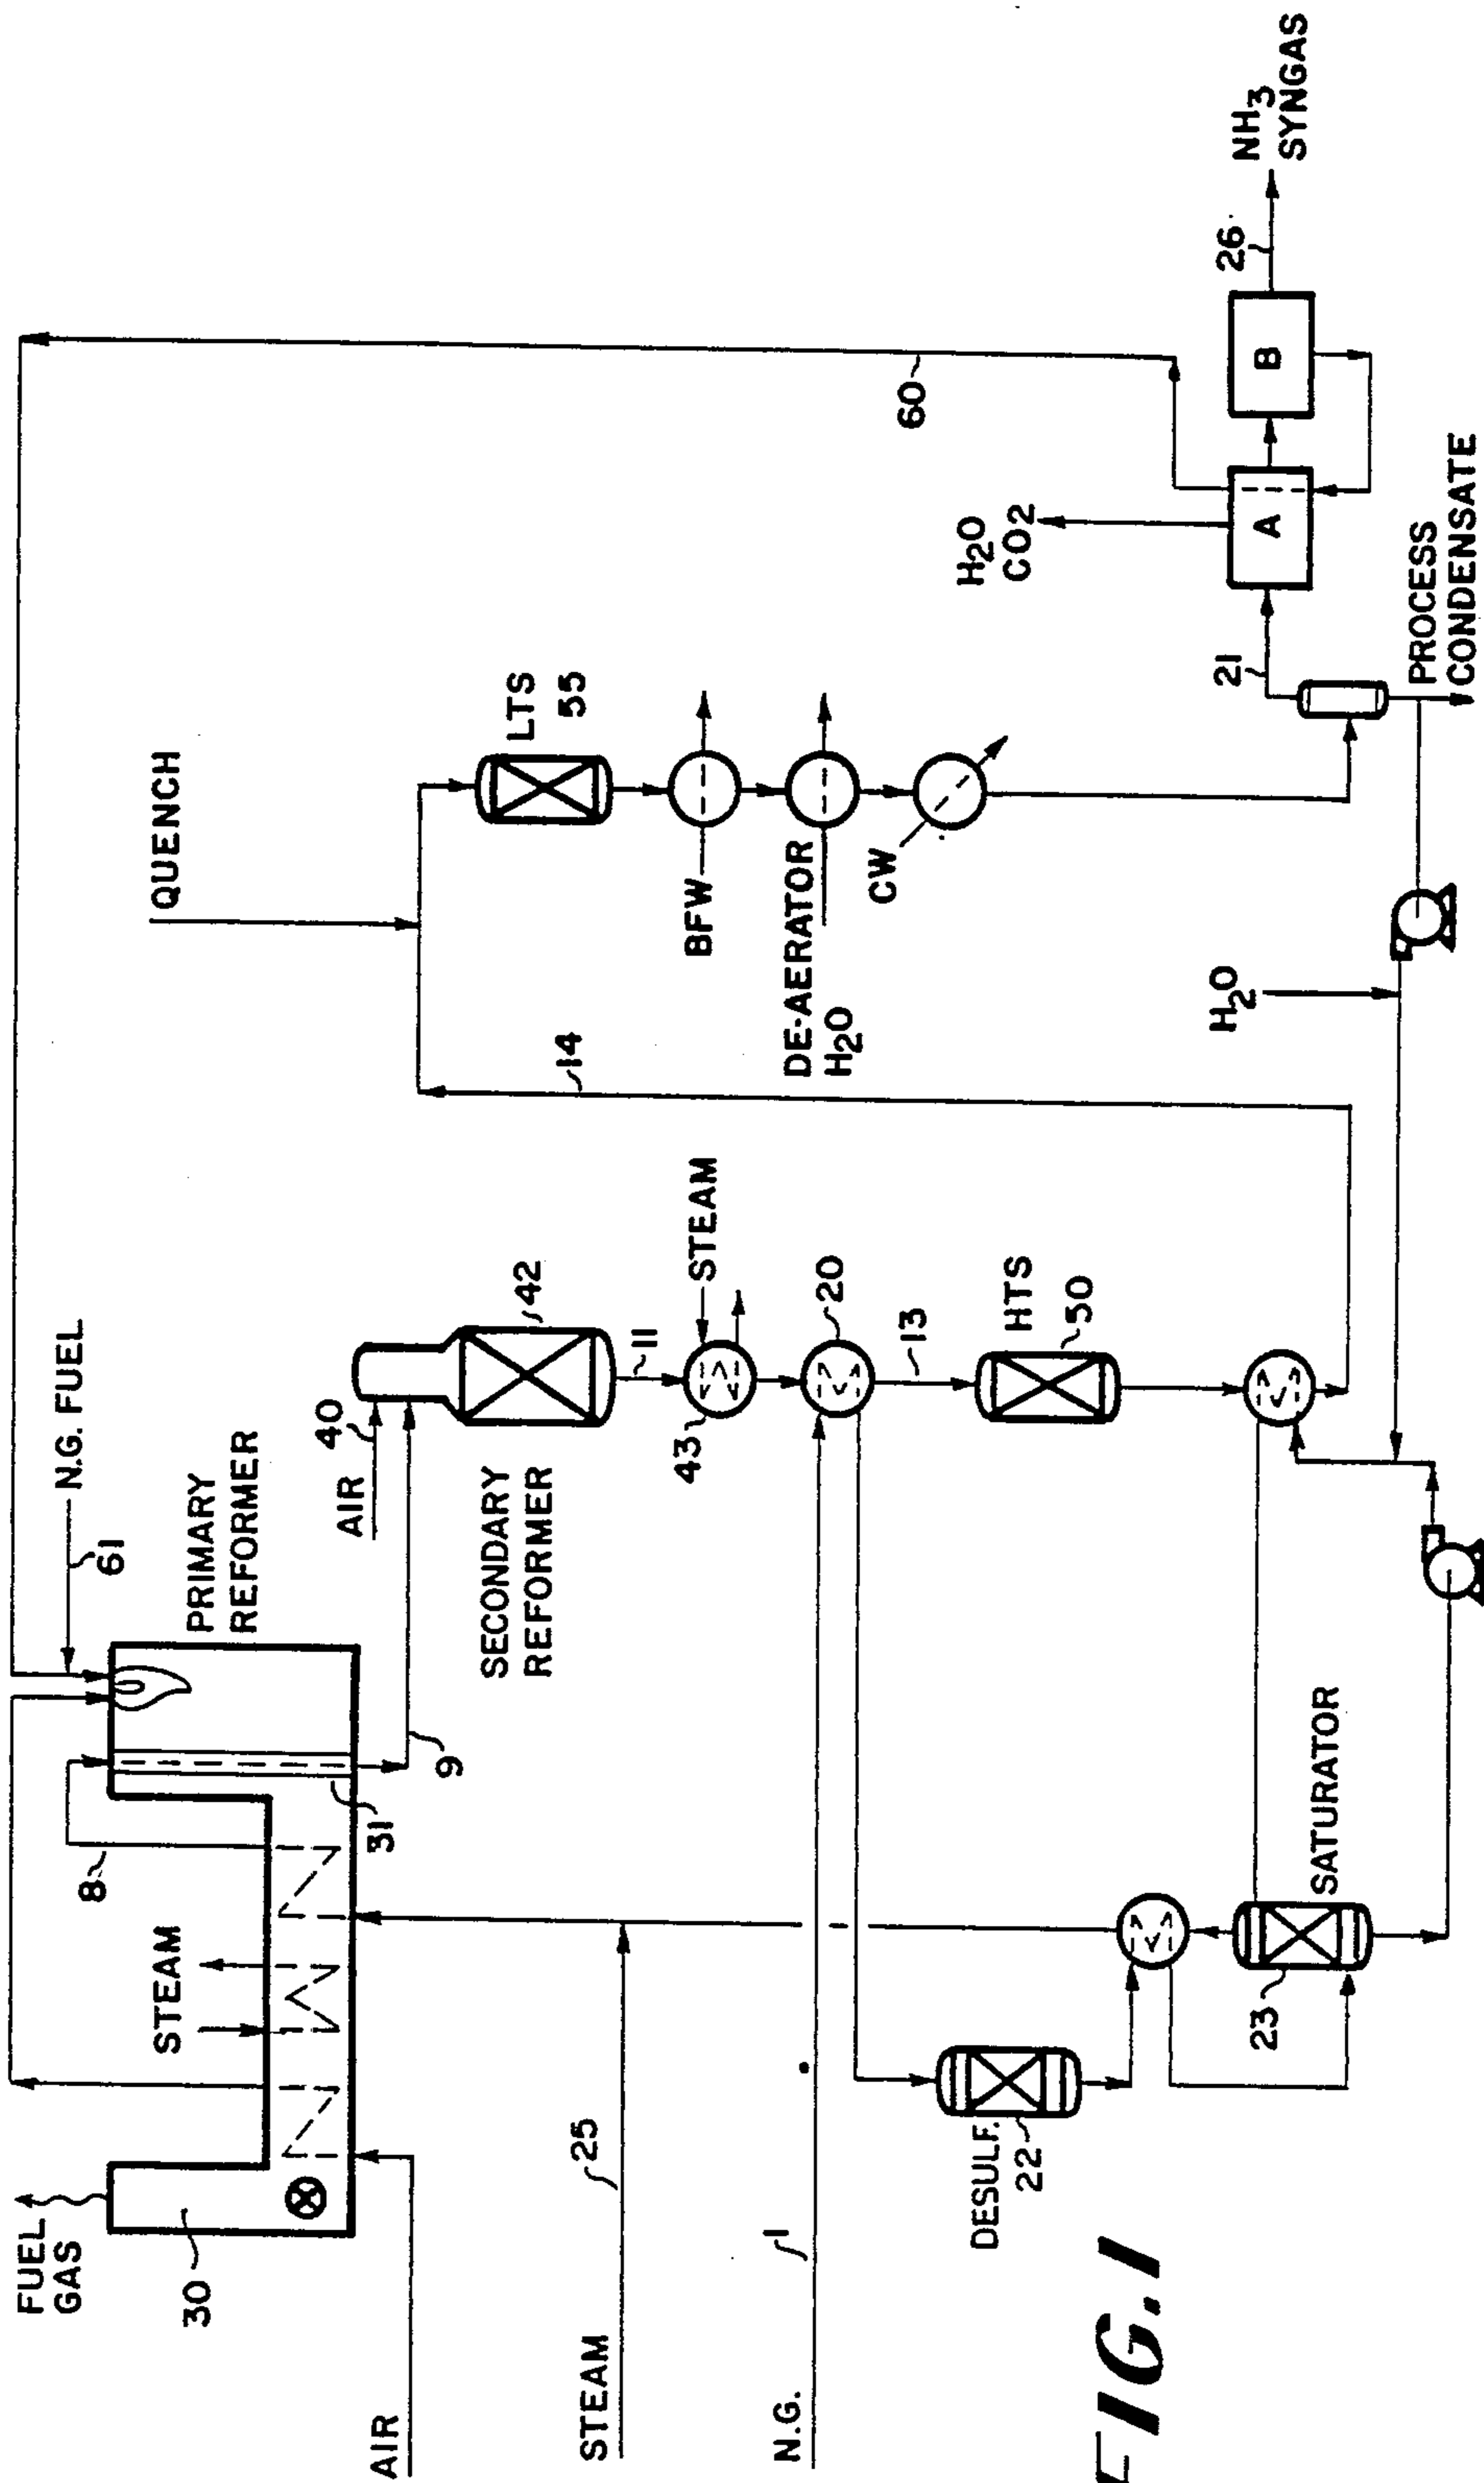 FUEL
GAS
30
AIR
STEAM
8
31
9
N.G. FUEL
61
PRIMARY
REFORMER
STEAM
25
N.G.
1
DESULF.
22
23
SATURATOR
AIR
40
SECONDARY
REFORMER
42
11
43
STEAM
20
13
HTS
50
14
QUENCH
LTS
55
BFW
DE-AERATOR
H2O
CW
H2O
60
H2O
CO2
21
A
B
26
NH3
SYNGAS
PROCESS
CONDENSATE
FIG. 1